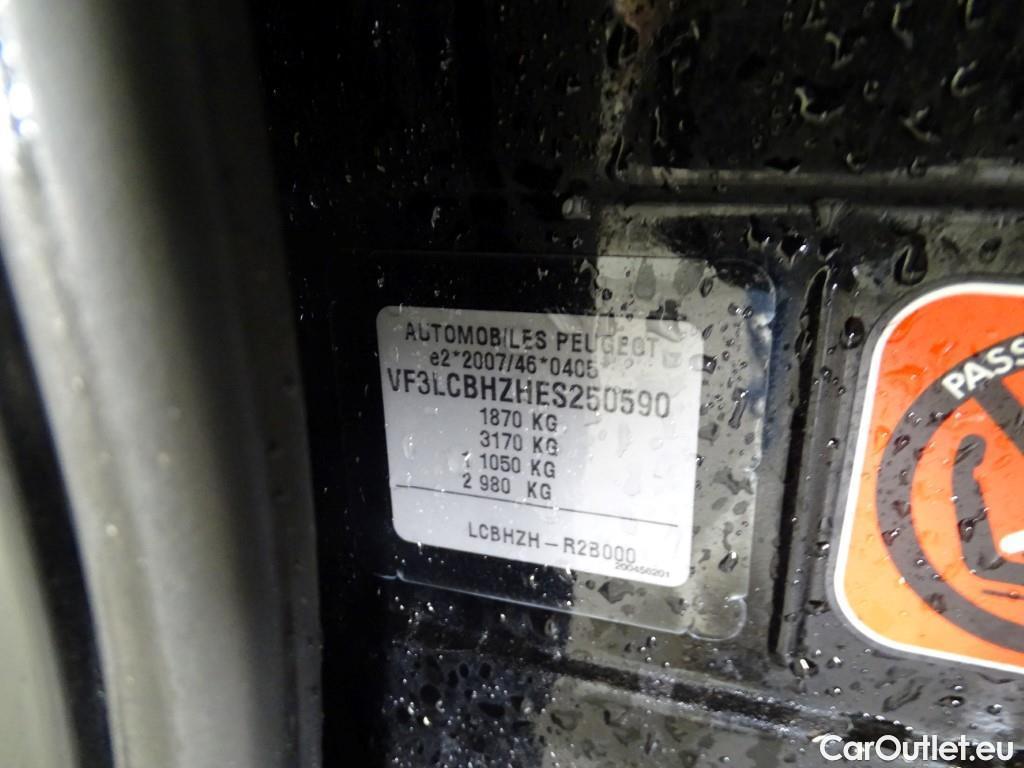 AUTOMOBILES PEUGEOT
e2*2007/46*0405
VF3LCBHZHES250590
1870 KG
3170 KG
1 1050 KG
2 980 KG
LCBHZH - R2B000
200456201
PASS
CarOutlet.eu